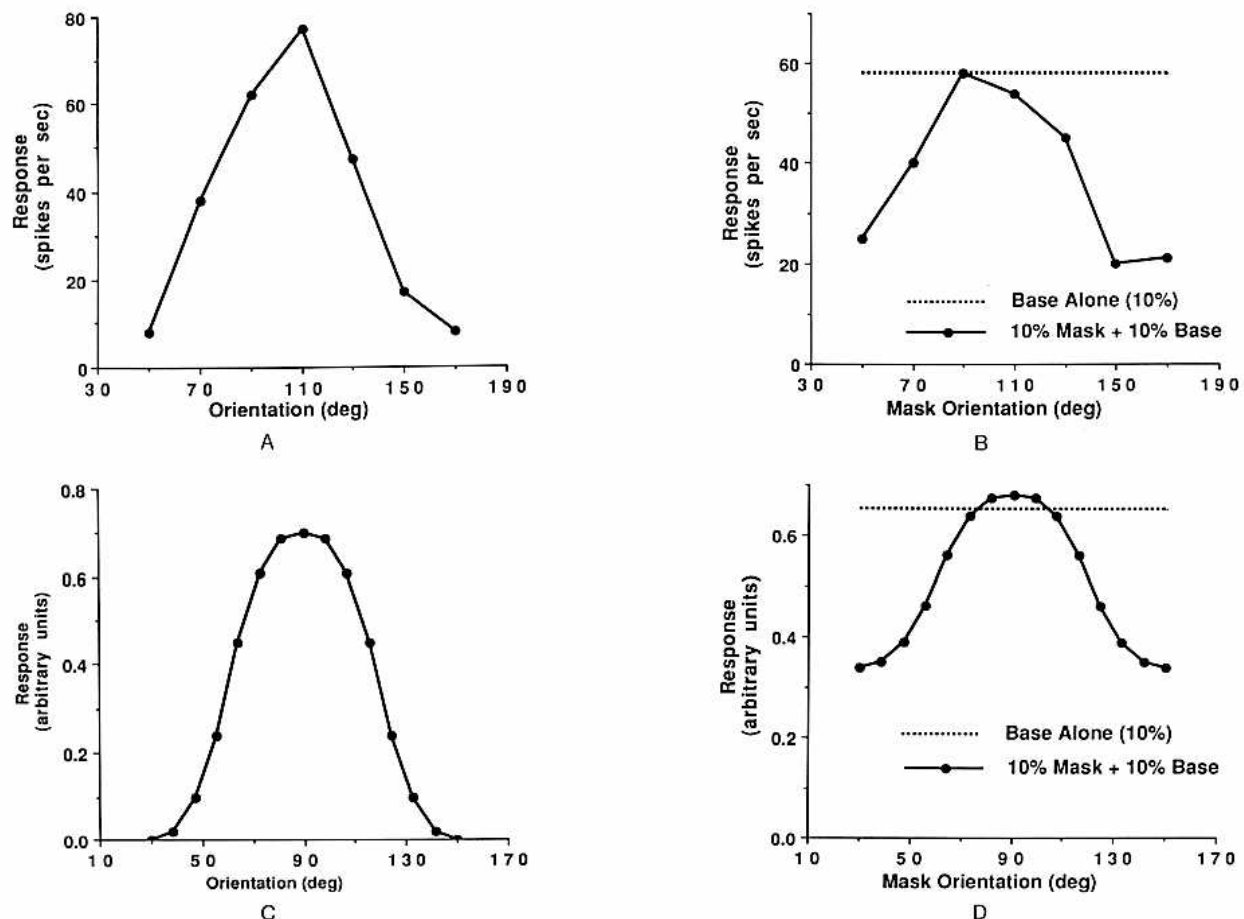 80
60
40
20
0
Response
(spikes per sec)
30 70 110 150 190
Orientation (deg)
A
60
40
20
0
Response
(spikes per sec)
Base Alone (10%)
10% Mask + 10% Base
30 70 110 150 190
Mask Orientation (deg)
B
0.8
0.6
0.4
0.2
0.0
Response
(arbitrary units)
10 50 90 130 170
Orientation (deg)
C
0.6
0.4
0.2
0.0
Response
(arbitrary units)
Base Alone (10%)
10% Mask + 10% Base
10 50 90 130 170
Mask Orientation (deg)
D